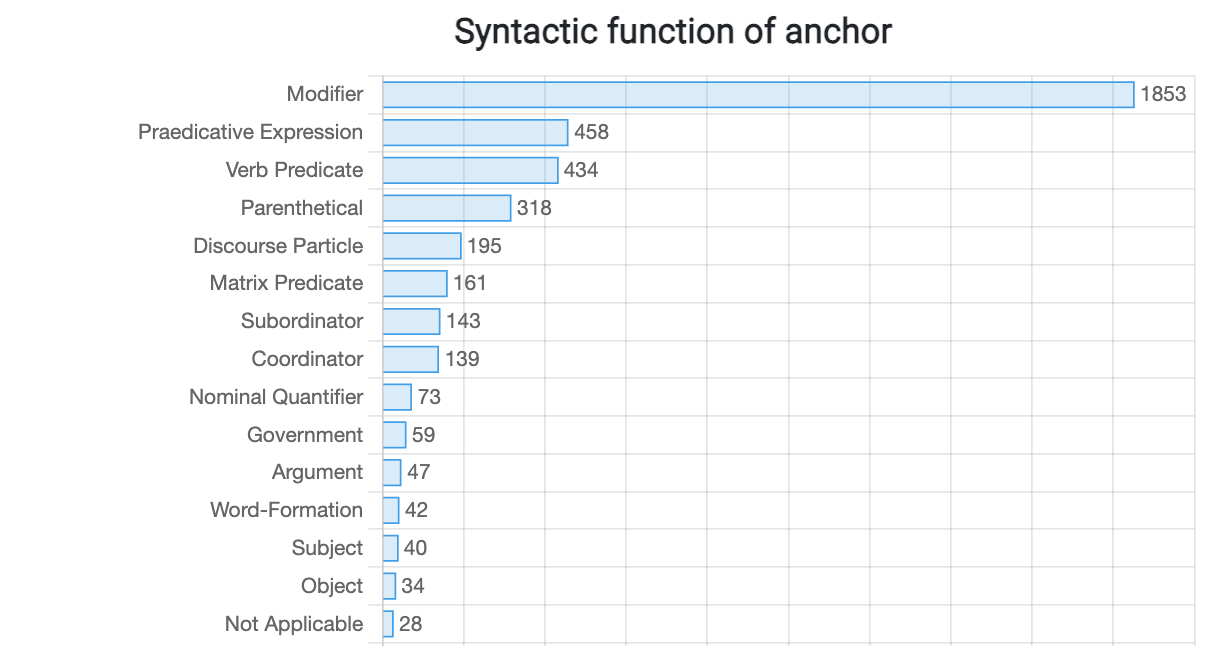 Syntactic function of anchor
Modifier 1853
Praedicative Expression 458
Verb Predicate 434
Parenthetical 318
Discourse Particle 195
Matrix Predicate 161
Subordinator 143
Coordinator 139
Nominal Quantifier 73
Government 59
Argument 47
Word-Formation 42
Subject 40
Object 34
Not Applicable 28